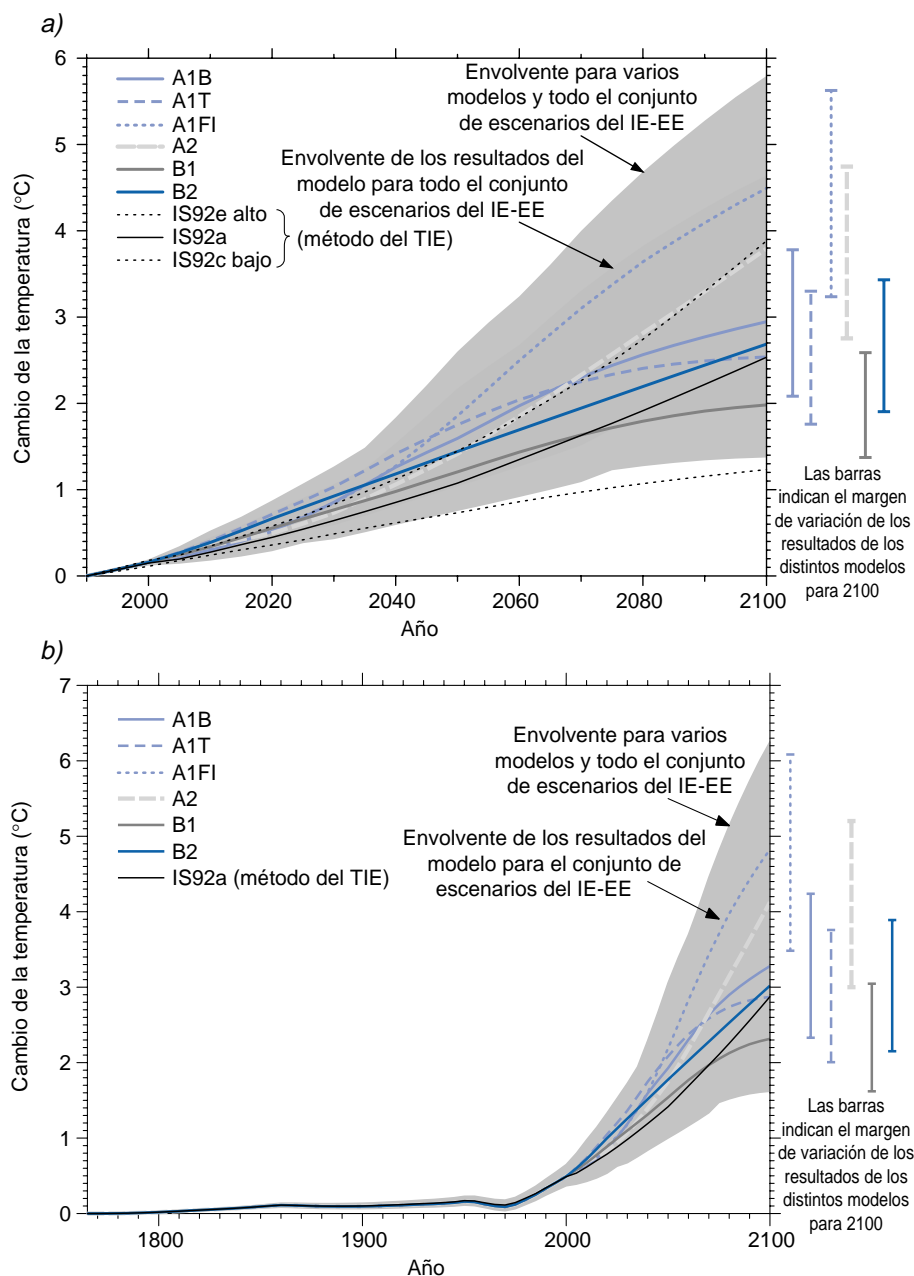 a)
6
5
4
3
2
1
0
Cambio de la temperatura (°C)
A1B
A1T
A1FI
A2
B1
B2
IS92e alto
IS92a
IS92c bajo
(método del TIE)
Envolvente para varios
modelos y todo el conjunto
de escenarios del IE-EE
Envolvente de los resultados del
modelo para todo el conjunto
de escenarios del IE-EE
2000
2020
2040
2060
2080
2100
Año
Las barras
indican el margen
de variación de los
resultados de los
distintos modelos
para 2100
b)
7
6
5
4
3
2
1
0
Cambio de la temperatura (°C)
A1B
A1T
A1FI
A2
B1
B2
IS92a (método del TIE)
Envolvente para varios
modelos y todo el conjunto
de escenarios del IE-EE
Envolvente de los resultados del
modelo para el conjunto de
escenarios del IE-EE
1800
1900
2000
2100
Año
Las barras
indican el margen
de variación de los
resultados de los
distintos modelos
para 2100